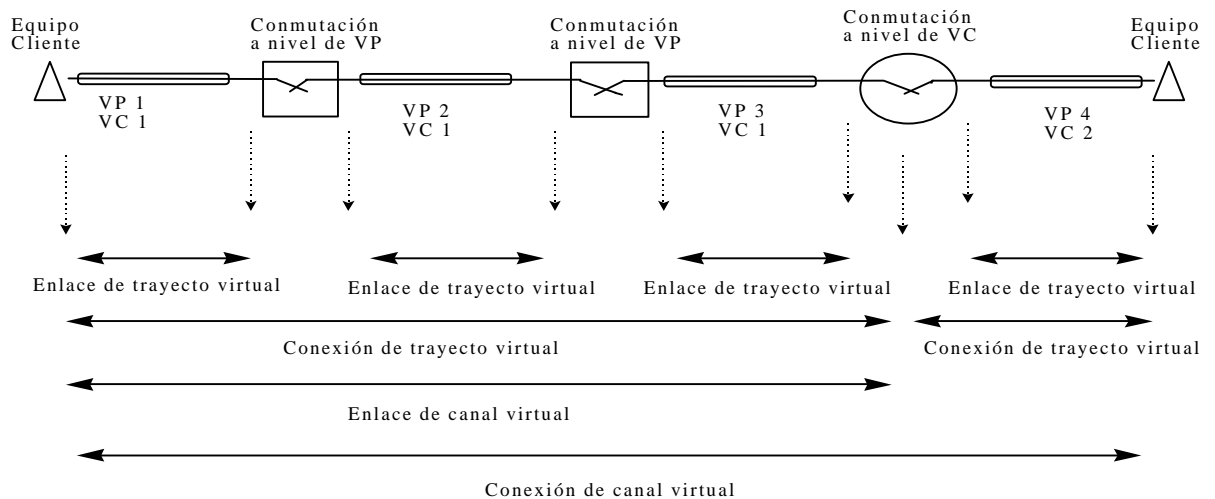 Equipo
Cliente
Conmutación
a nivel de VP
Conmutación
a nivel de VP
Conmutación
a nivel de VC
Equipo
Cliente
VP 1
VC 1
VP 2
VC 1
VP 3
VC 1
VP 4
VC 2
Enlace de trayecto virtual
Enlace de trayecto virtual
Enlace de trayecto virtual
Enlace de trayecto virtual
Conexión de trayecto virtual
Conexión de trayecto virtual
Enlace de canal virtual
Conexión de canal virtual